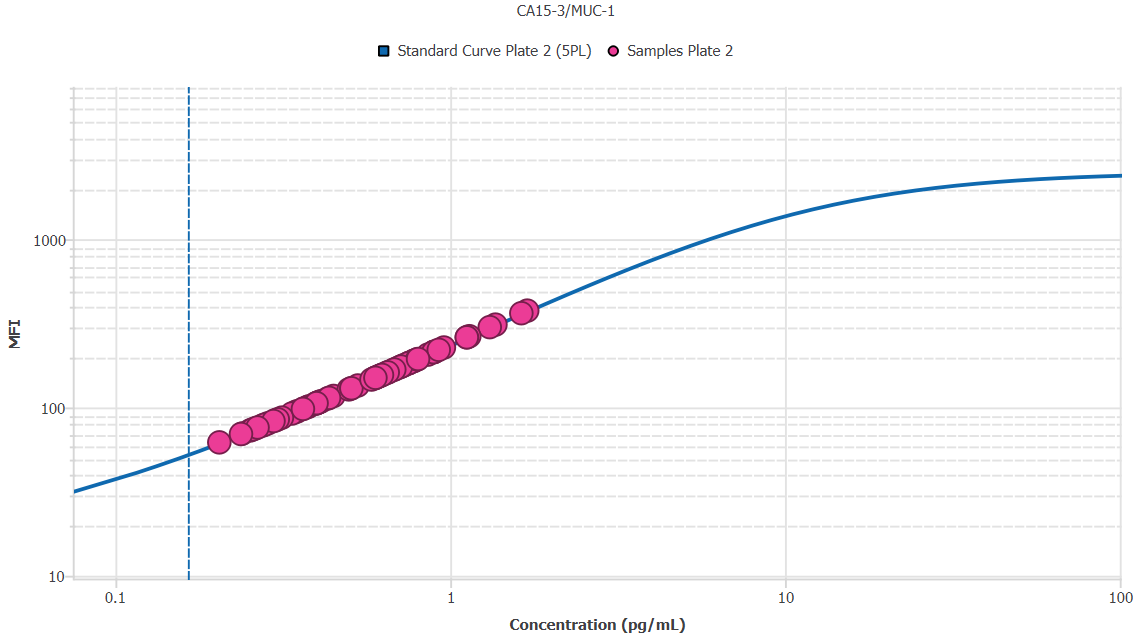 CA15-3/MUC-1
Standard Curve Plate 2 (5PL) Samples Plate 2
MFI
1000
100
10
0.1 1 10 100
Concentration (pg/mL)